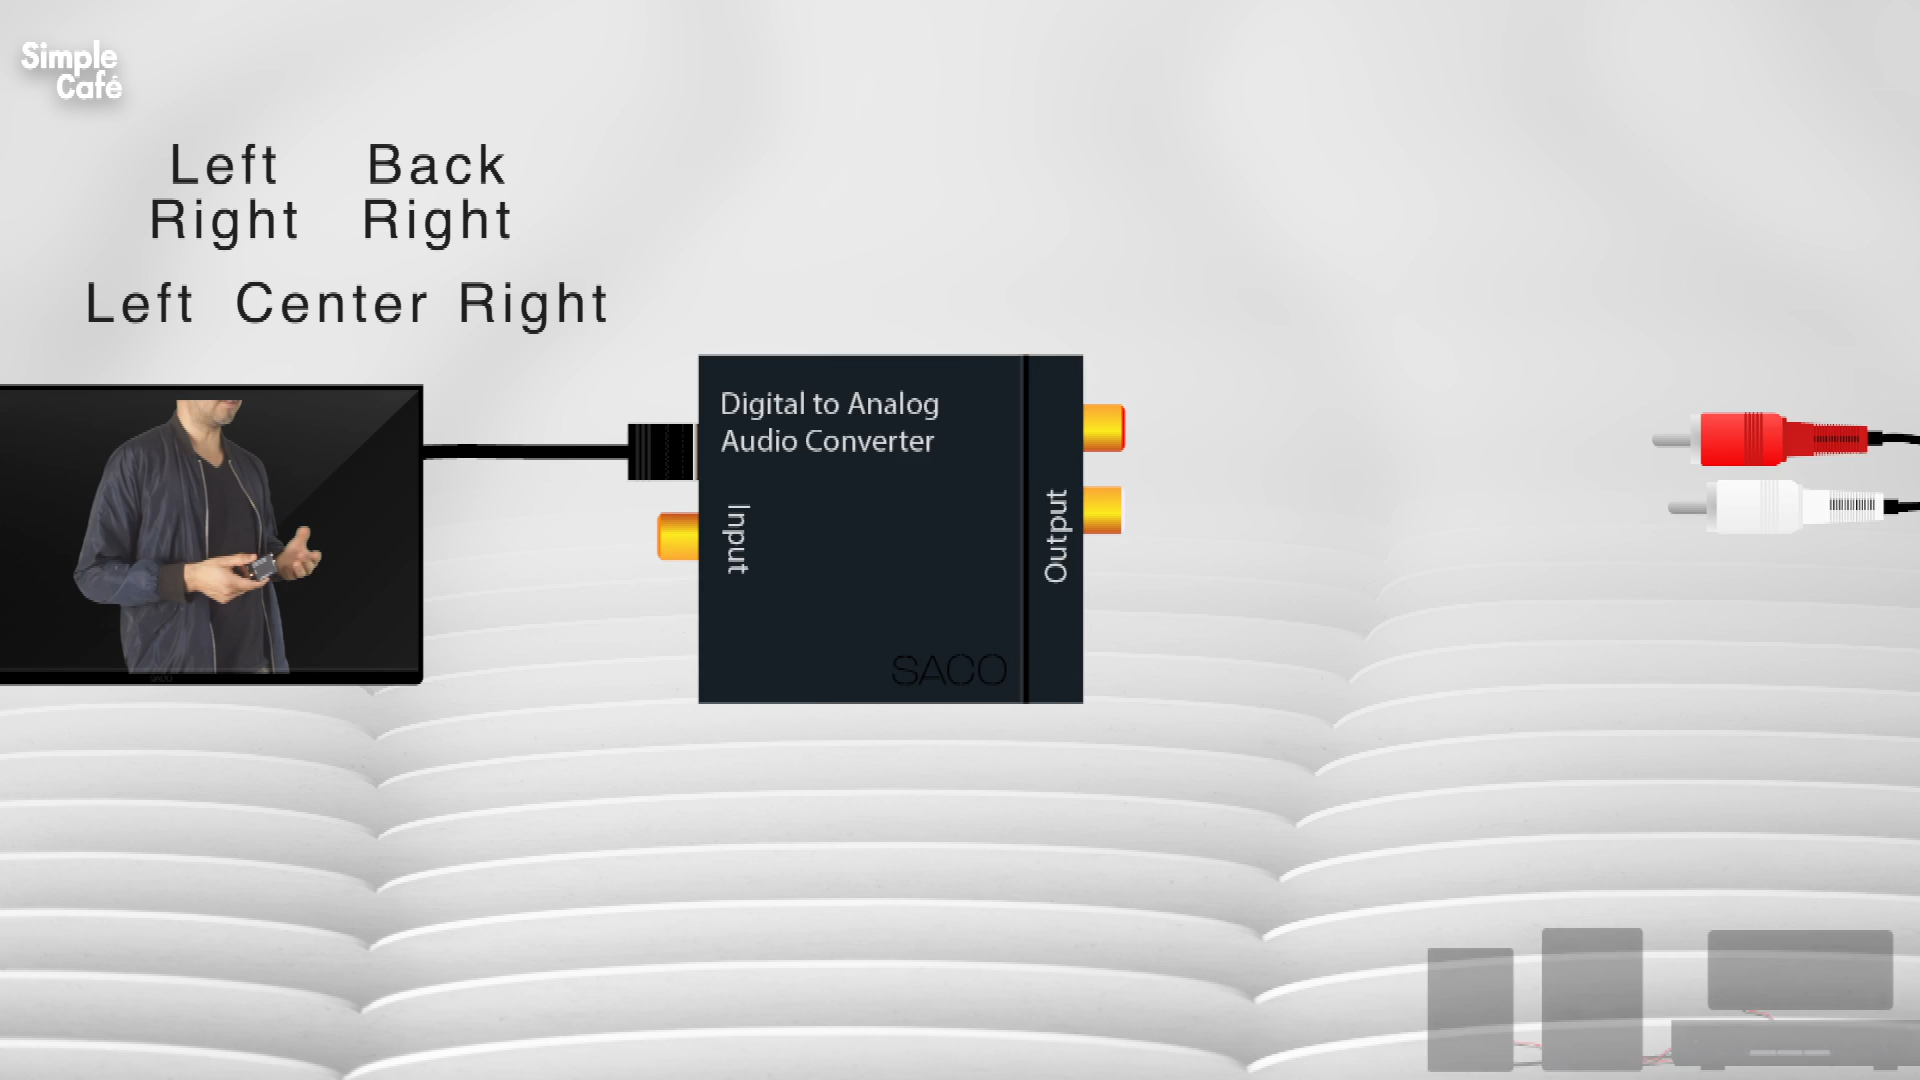 Simple
Café
Left Back
Right Right
Left Center Right
Digital to Analog
Audio Converter
Input
Output
SACO